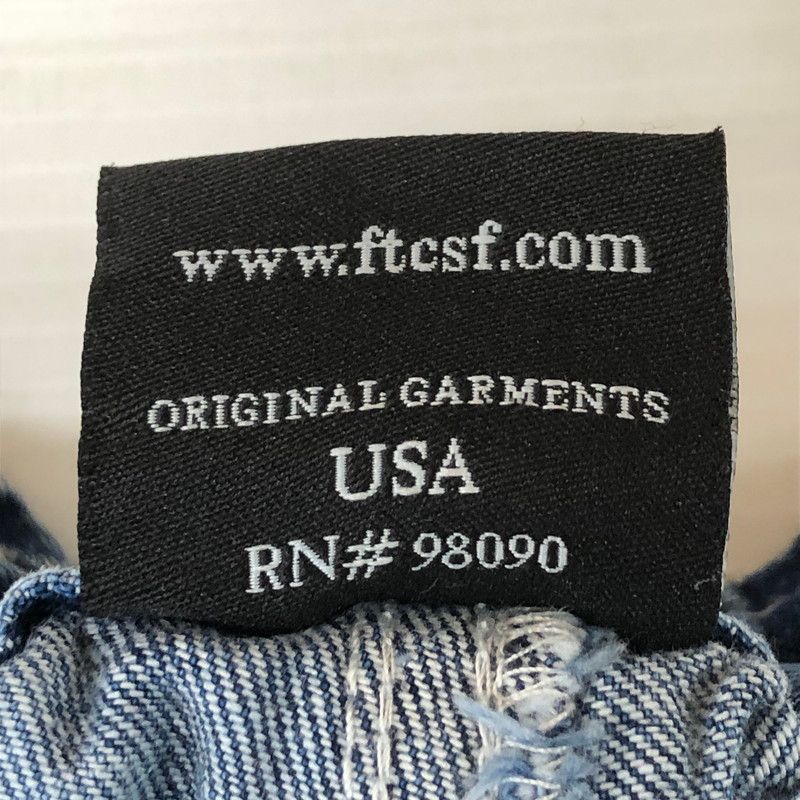 www.ftcsf.com
ORIGINAL GARMENTS
USA
RN# 98090